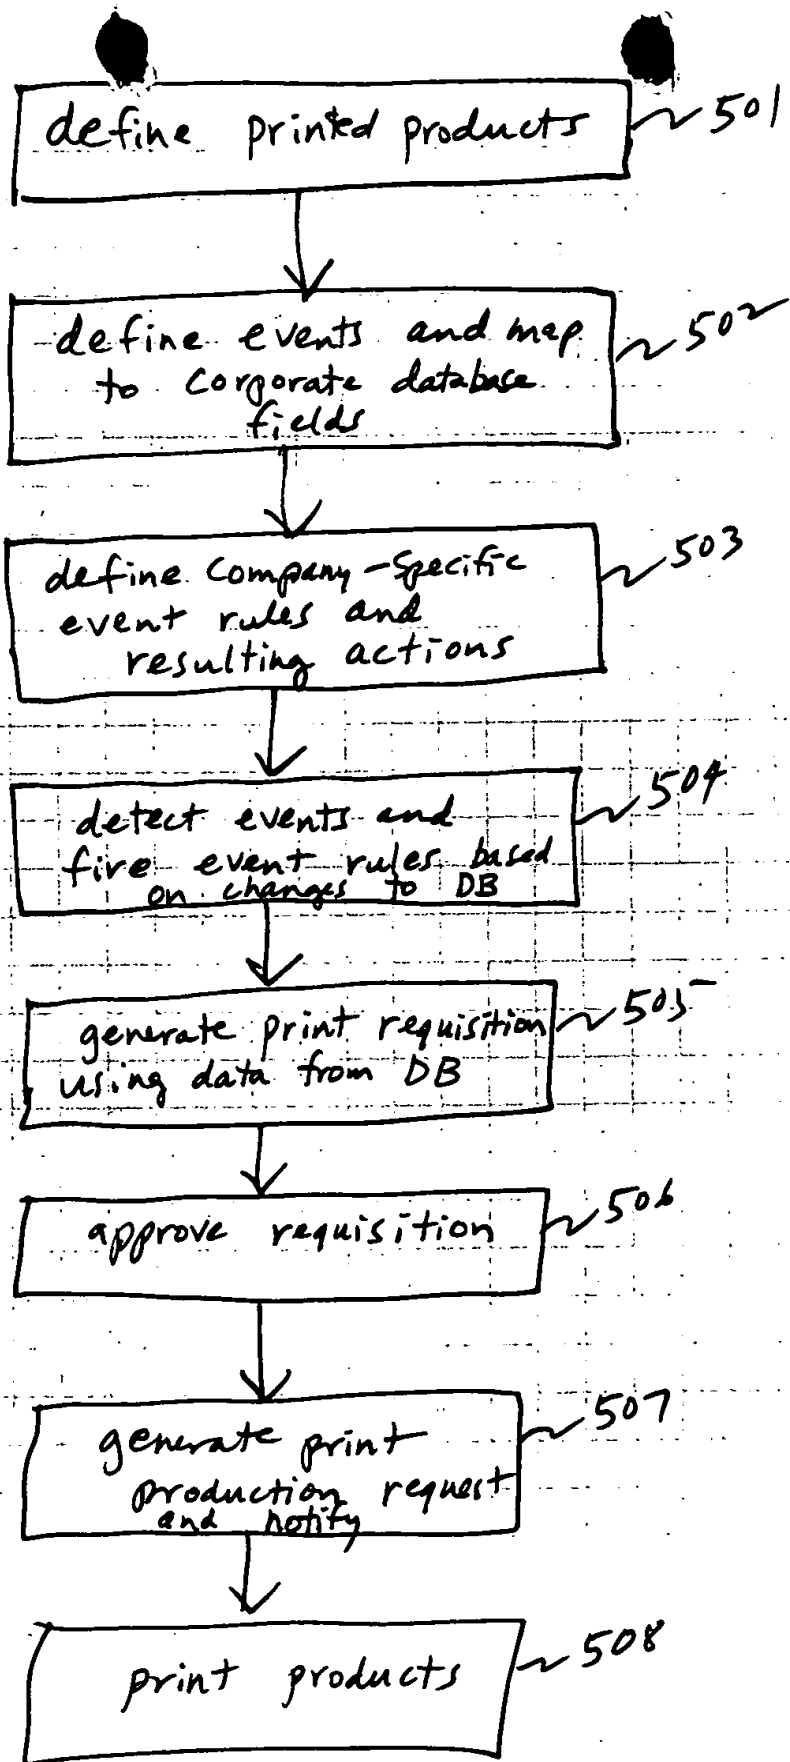 define printed products
501
define events and map
to corporate database
fields
502
define company-specific
event rules and
resulting actions
503
detect events and
fire event rules based
on changes to DB
504
generate print requisition
using data from DB
505
approve requisition
506
generate print
production request
and notify
507
print products
508